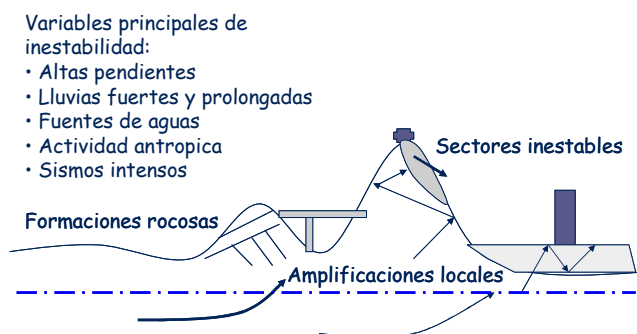 Variables principales de
inestabilidad:
• Altas pendientes
• Lluvias fuertes y prolongadas
• Fuentes de aguas
• Actividad antropica
• Sismos intensos
Sectores inestables
Formaciones rocosas
Amplificaciones locales